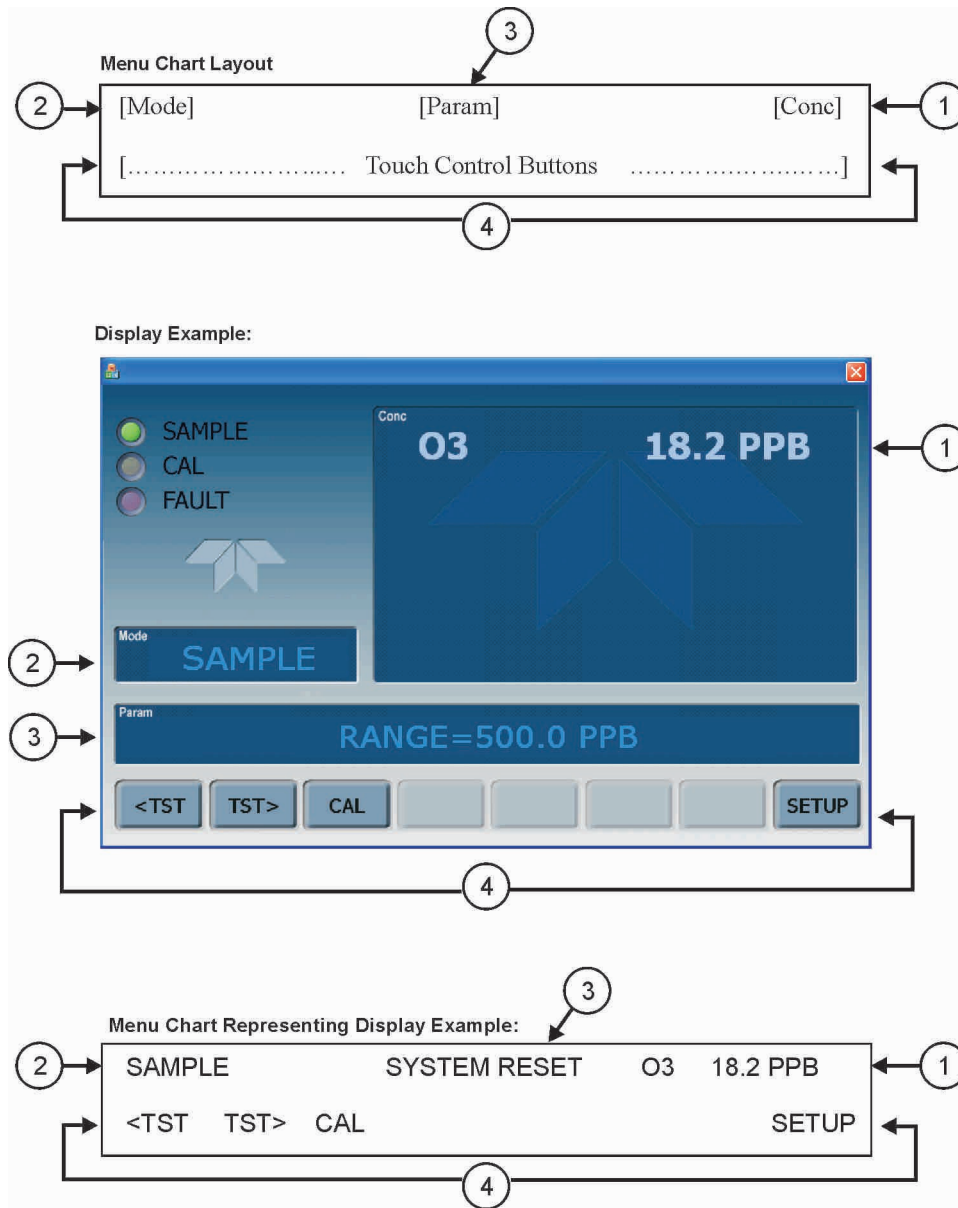 3
Menu Chart Layout
2 [Mode] [Param] [Conc] 1
[........................ Touch Control Buttons ........................]
4
Display Example:
SAMPLE
CAL
FAULT
Conc
O3 18.2 PPB
1
Mode
2 SAMPLE
Param
3 RANGE=500.0 PPB
<TST TST> CAL SETUP
4
3
Menu Chart Representing Display Example:
2 SAMPLE SYSTEM RESET O3 18.2 PPB 1
<TST TST> CAL SETUP
4